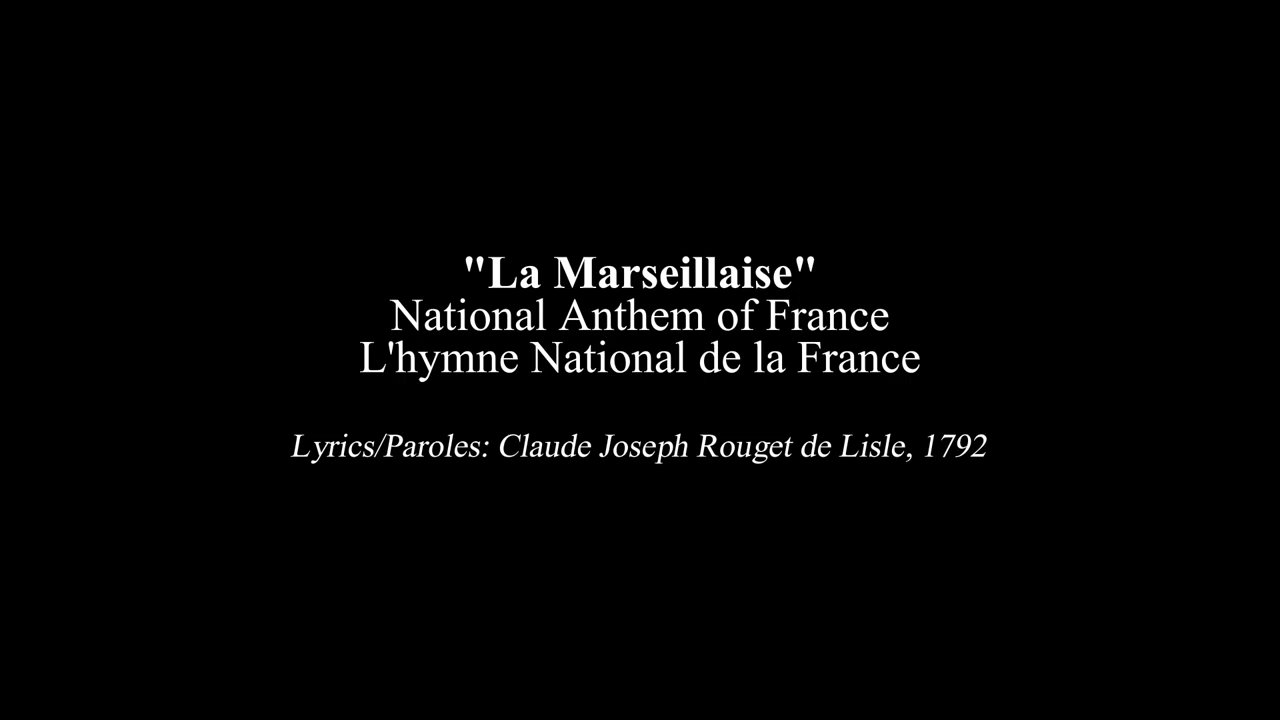 "La Marseillaise"
National Anthem of France
L'hymne National de la France
Lyrics/Paroles: Claude Joseph Rouget de Lisle, 1792